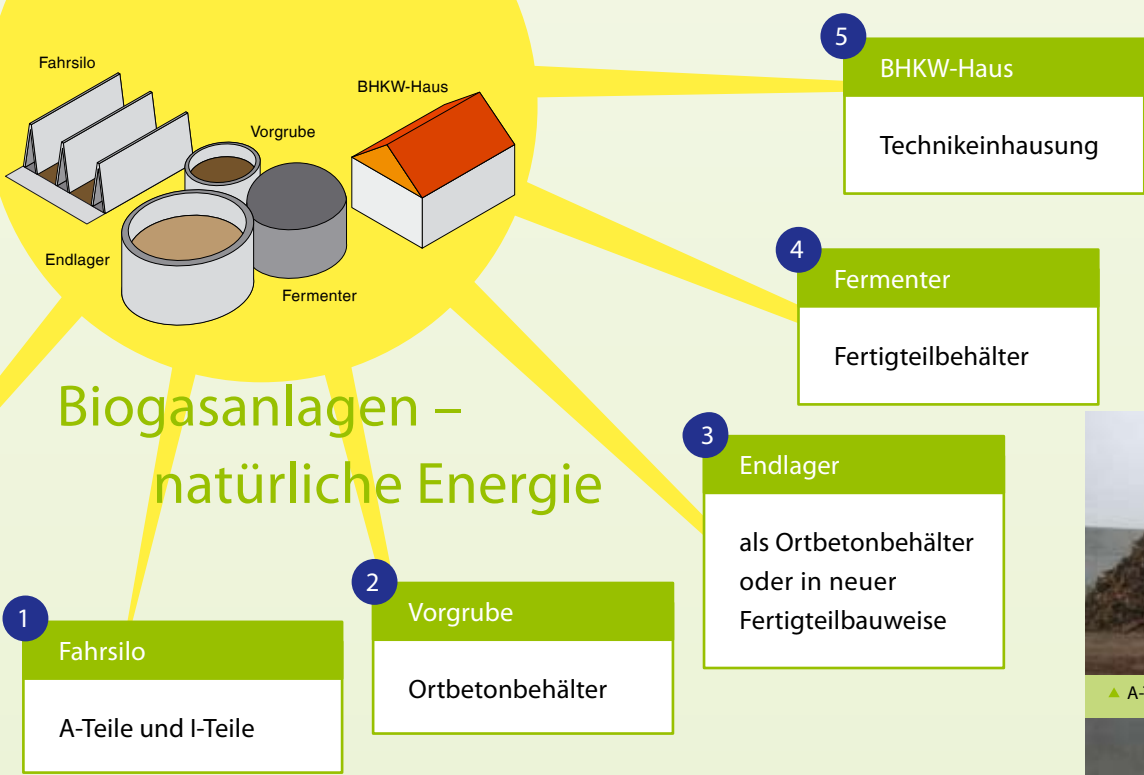 Fahrsilo
BHKW-Haus
Vorgrube
Endlager
Fermenter
Biogasanlagen –
natürliche Energie
1
Fahrsilo
A-Teile und I-Teile
2
Vorgrube
Ortbetonbehälter
3
Endlager
als Ortbetonbehälter
oder in neuer
Fertigteilbauweise
4
Fermenter
Fertigteilbehälter
5
BHKW-Haus
Technikeinhausung